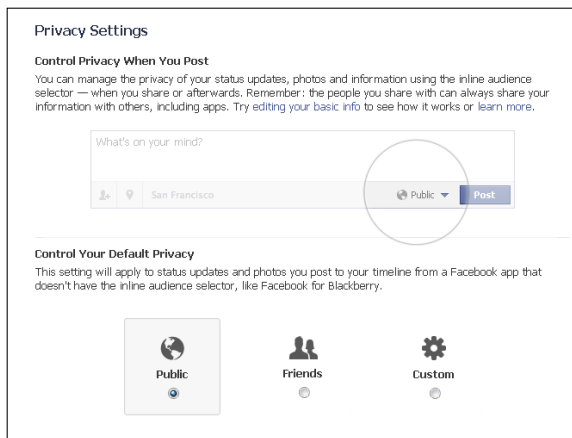 Privacy Settings
Control Privacy When You Post
You can manage the privacy of your status updates, photos and information using the inline audience
selector — when you share or afterwards. Remember: the people you share with can always share your
information with others, including apps. Try editing your basic info to see how it works or learn more.
What's on your mind?
San Francisco Public Post
Control Your Default Privacy
This setting will apply to status updates and photos you post to your timeline from a Facebook app that
doesn't have the inline audience selector, like Facebook for Blackberry.
Public Friends Custom